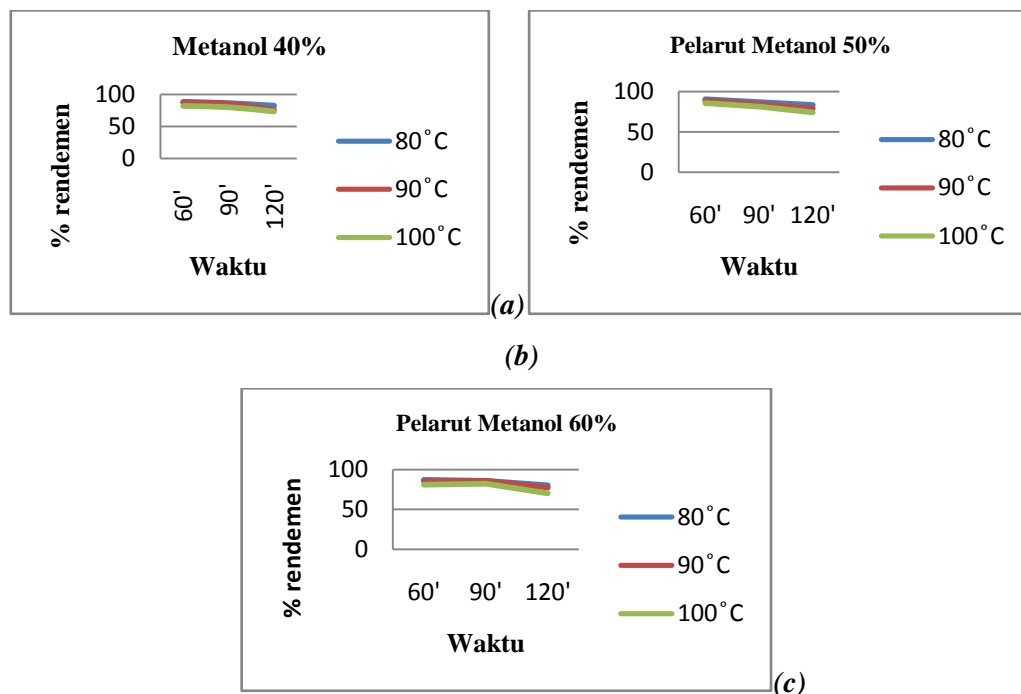 Metanol 40%
% rendemen
100
50
0
60'
90'
120'
Waktu
80˚C
90˚C
100˚C
(a)
Pelarut Metanol 50%
% rendemen
100
50
0
60' 90' 120'
Waktu
80˚C
90˚C
100˚C
(b)
Pelarut Metanol 60%
% rendemen
100
50
0
60' 90' 120'
Waktu
80˚C
90˚C
100˚C
(c)